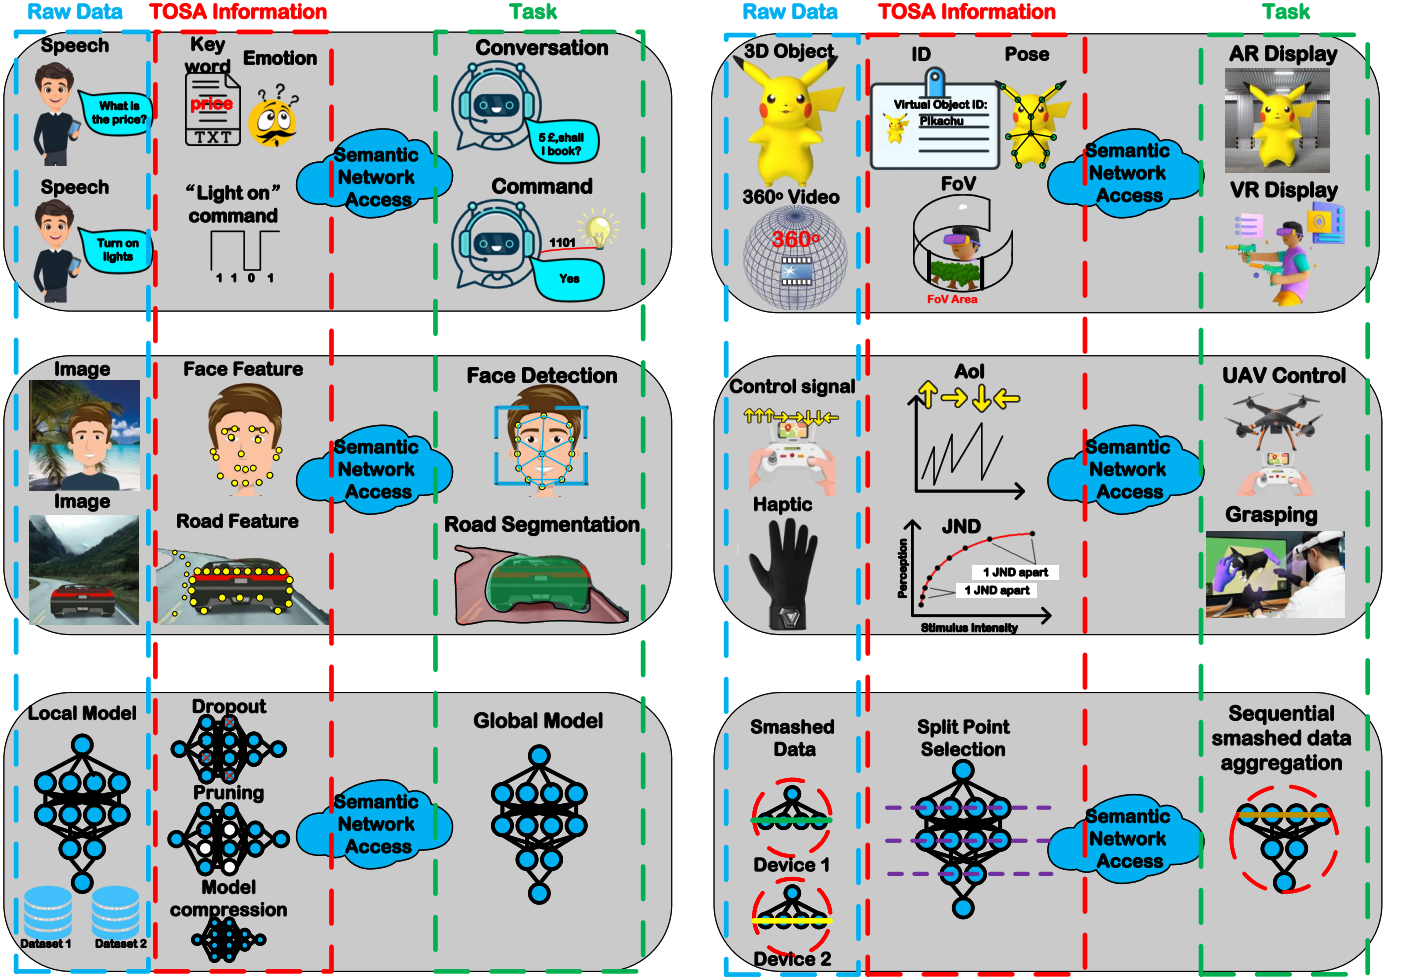 Raw Data
TOSA Information
Task
Speech
Key
word
Emotion
Conversation
What is
the price?
price
TXT
? ? ?
5 £,shall
I book?
Semantic
Network
Access
Speech
“Light on”
command
Command
Turn on
lights
1 1 0 1
1101
Yes
Image
Face Feature
Face Detection
Semantic
Network
Access
Image
Road Feature
Road Segmentation
Local Model
Dropout
Global Model
Pruning
Semantic
Network
Access
Model
compression
Dataset 1
Dataset 2
Raw Data
TOSA Information
Task
3D Object
ID
Pose
AR Display
Virtual Object ID:
Pikachu
Semantic
Network
Access
360º Video
FoV
VR Display
360º
FoV Area
Control signal
AoI
UAV Control
Semantic
Network
Access
Haptic
JND
Grasping
Perception
1 JND apart
1 JND apart
Stimulus Intensity
Smashed
Data
Split Point
Selection
Sequential
smashed data
aggregation
Semantic
Network
Access
Device 1
Device 2